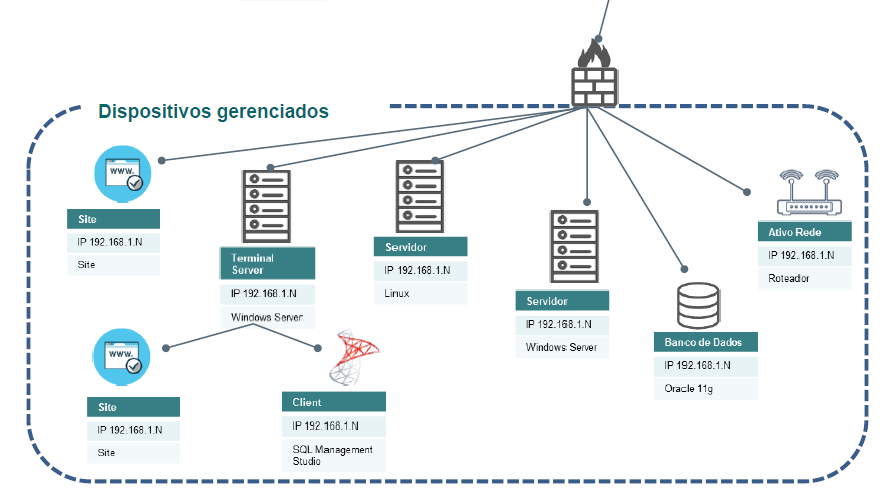 Dispositivos gerenciados
www.
Site
IP 192.168.1.N
Site
Terminal
Server
IP 192.168.1.N
Windows Server
Servidor
IP 192.168.1.N
Linux
Servidor
IP 192.168.1.N
Windows Server
Banco de Dados
IP 192.168.1.N
Oracle 11g
Ativo Rede
IP 192.168.1.N
Roteador
www.
Site
IP 192.168.1.N
Site
Client
IP 192.168.1.N
SQL Management
Studio